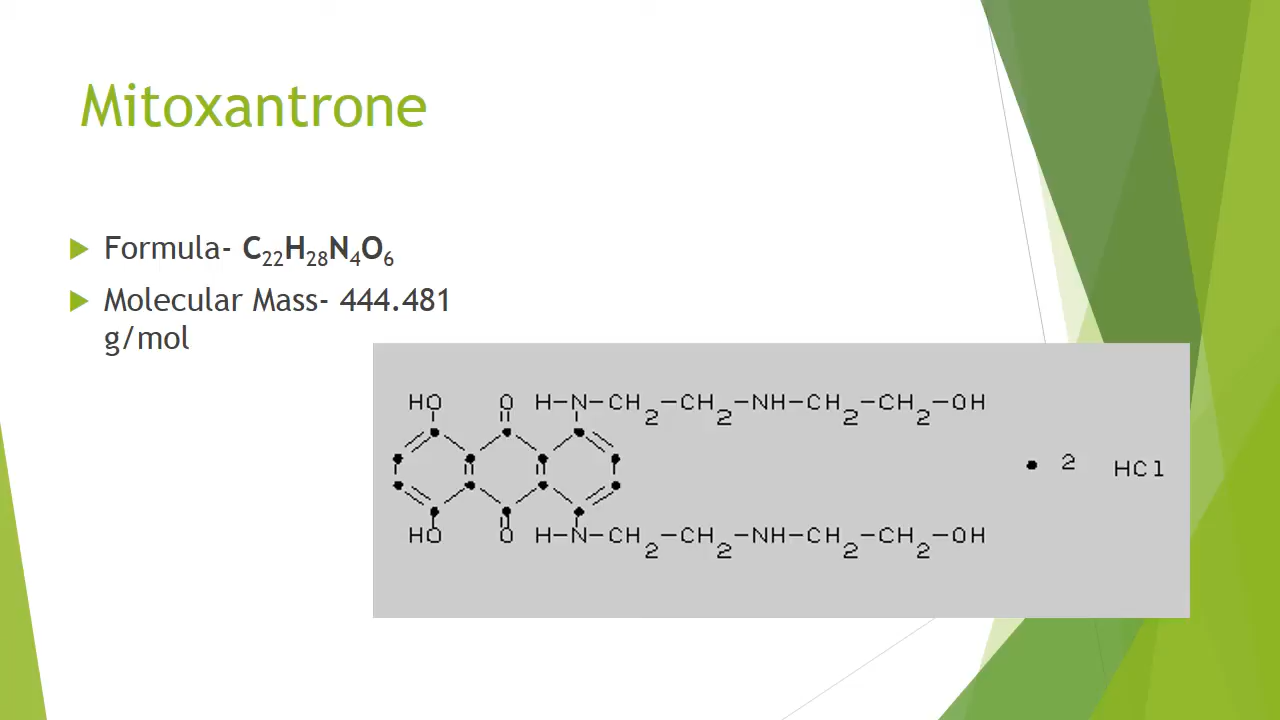 Mitoxantrone
Formula- C₂₂H₂₈N₄O₆
Molecular Mass- 444.481
g/mol
HO O H-N-CH₂-CH₂-NH-CH₂-CH₂-OH
• 2 HCl
HO O H-N-CH₂-CH₂-NH-CH₂-CH₂-OH